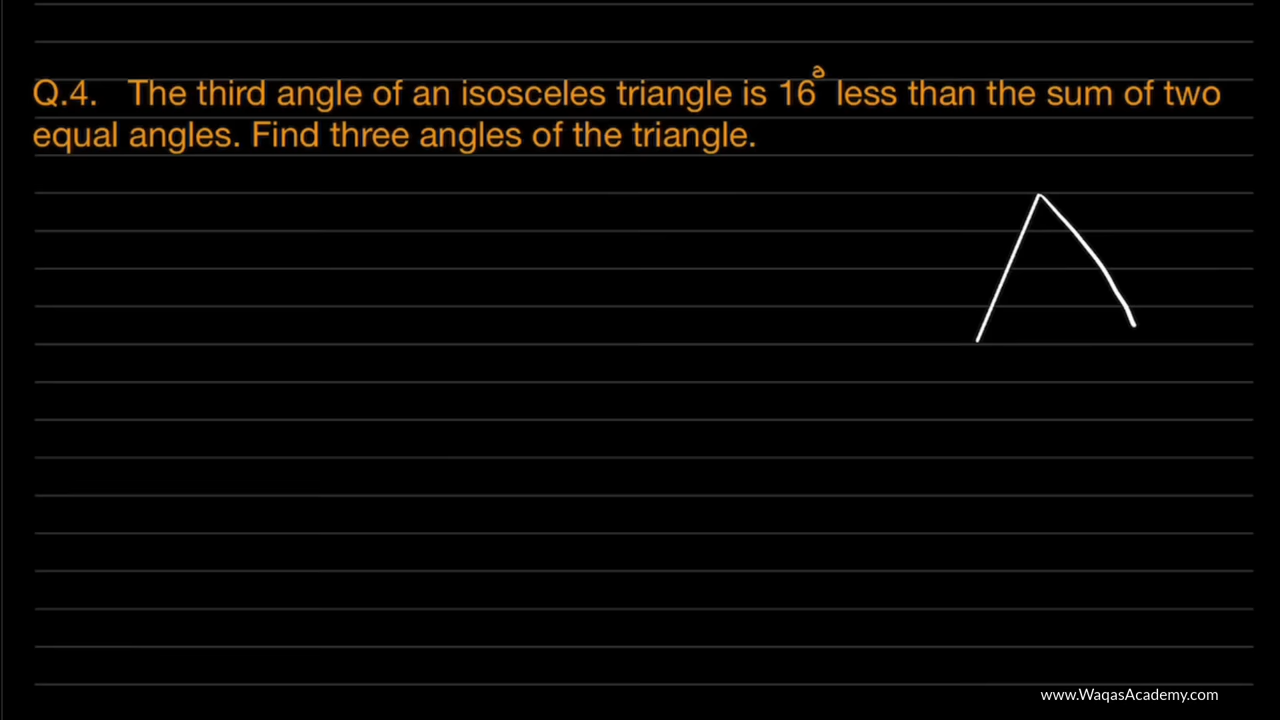 Q.4. The third angle of an isosceles triangle is 16° less than the sum of two
equal angles. Find three angles of the triangle.
www.WaqasAcademy.com